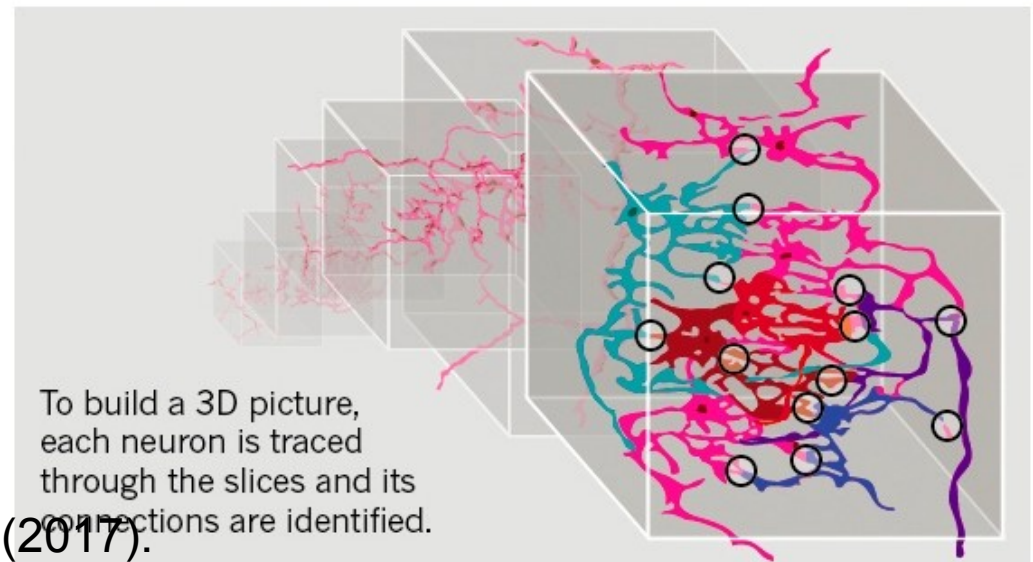 To build a 3D picture,
each neuron is traced
through the slices and its
connections are identified.
(2017).